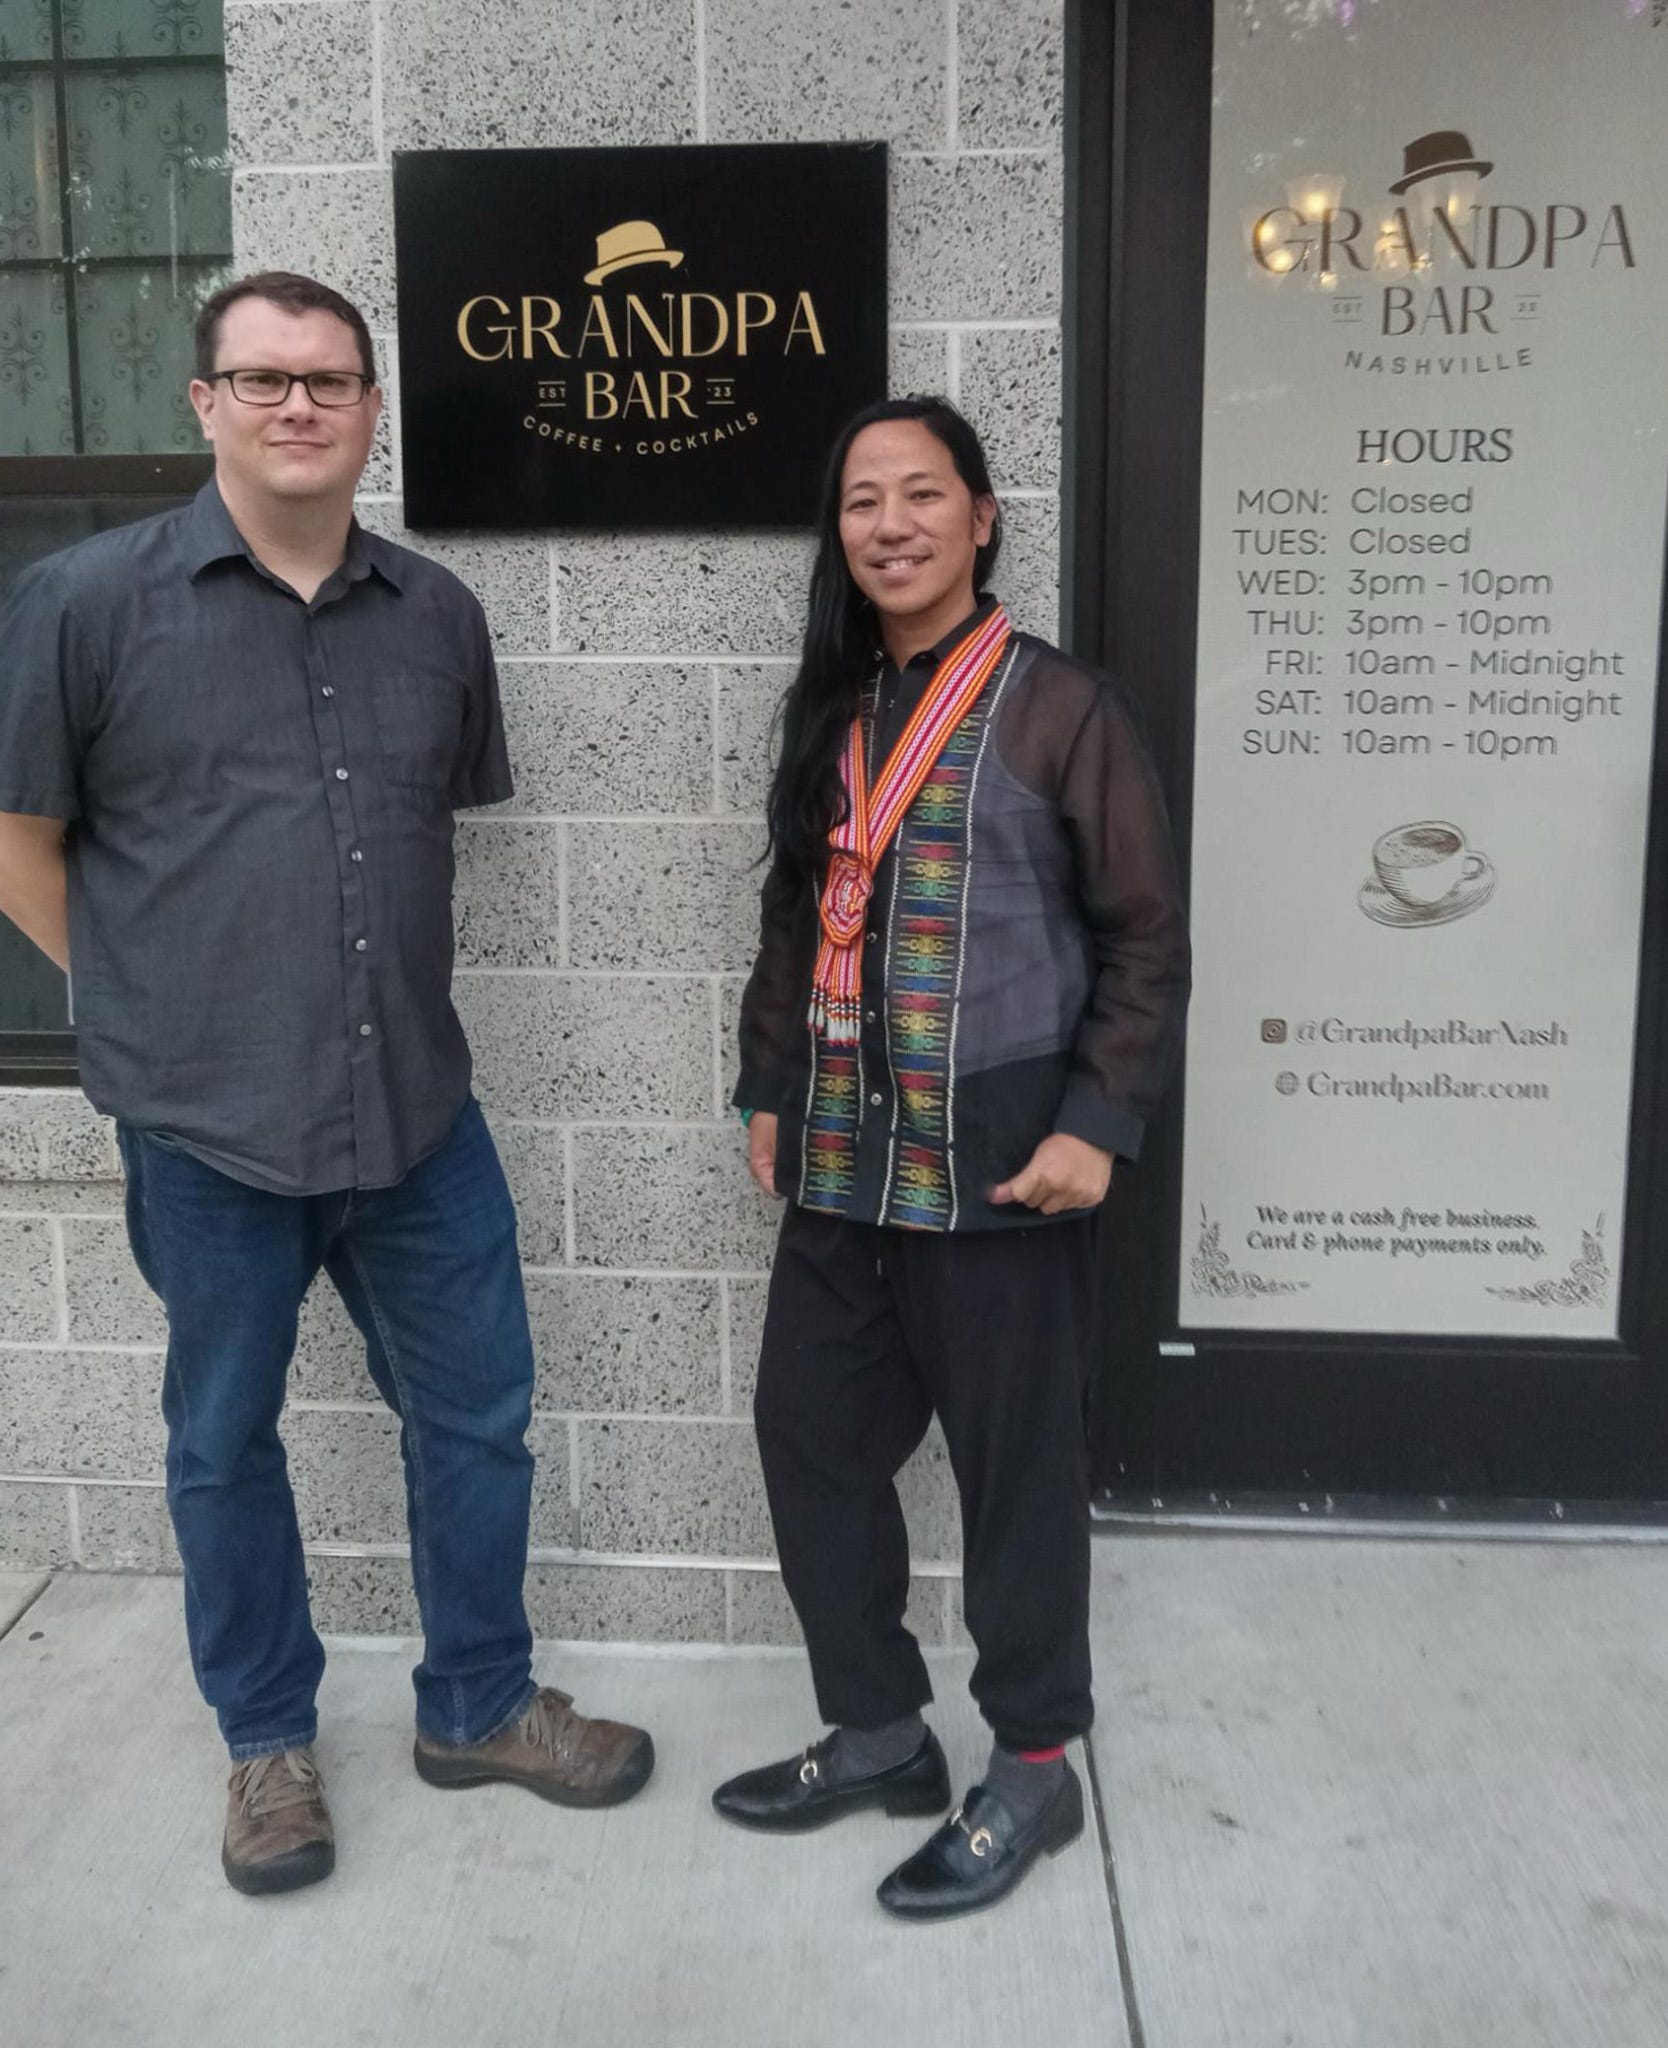 GRANDPA
EST BAR '23
COFFEE + COCKTAILS
GRANDPA
EST BAR 23
NASHVILLE
HOURS
MON: Closed
TUES: Closed
WED: 3pm - 10pm
THU: 3pm - 10pm
FRI: 10am - Midnight
SAT: 10am - Midnight
SUN: 10am - 10pm
@GrandpaBarNash
GrandpaBar.com
We are a cash free business.
Card & phone payments only.